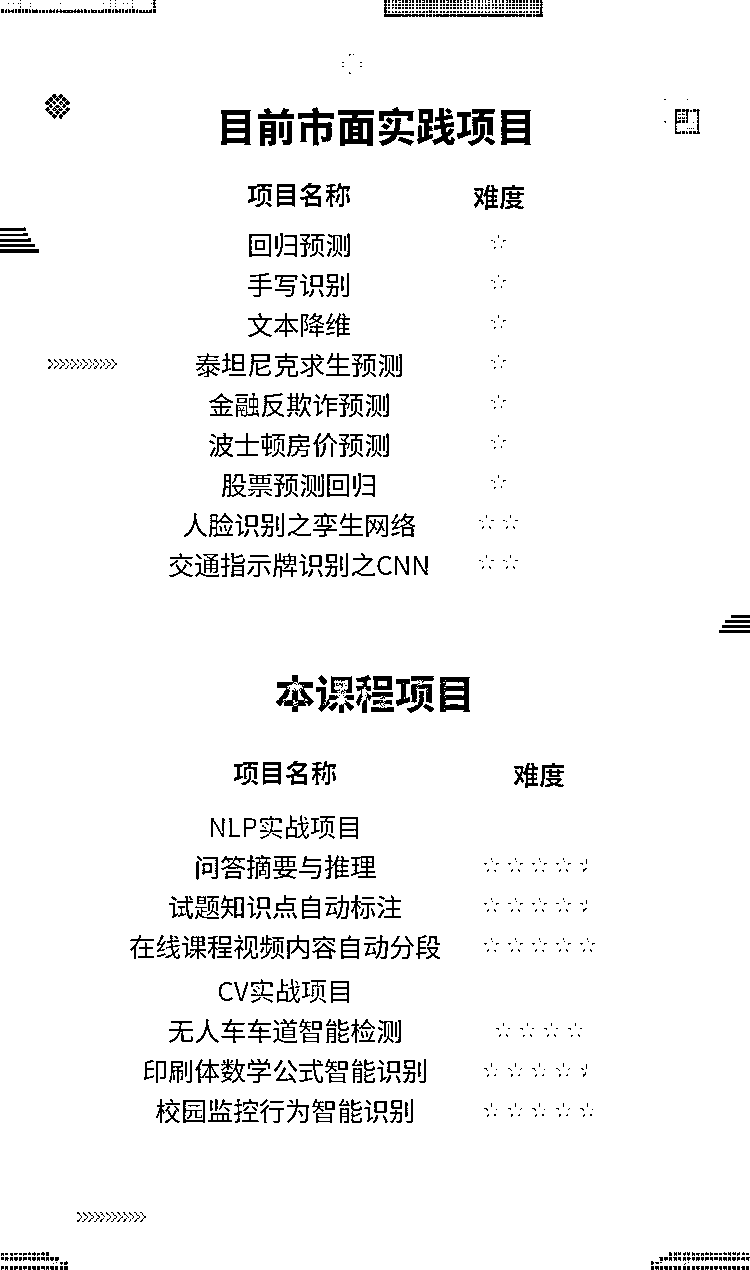 目前市面实践项目
项目名称 难度
回归预测 ☆
手写识别 ☆
文本降维 ☆
泰坦尼克求生预测 ☆
金融反欺诈预测 ☆
波士顿房价预测 ☆
股票预测回归 ☆
人脸识别之孪生网络 ☆☆
交通指示牌识别之CNN ☆☆
本课程项目
项目名称 难度
NLP实战项目
问答摘要与推理 ☆☆☆☆
试题知识点自动标注 ☆☆☆☆
在线课程视频内容自动分段 ☆☆☆☆☆
CV实战项目
无人车车道智能检测 ☆☆☆☆
印刷体数学公式智能识别 ☆☆☆☆
校园监控行为智能识别 ☆☆☆☆☆